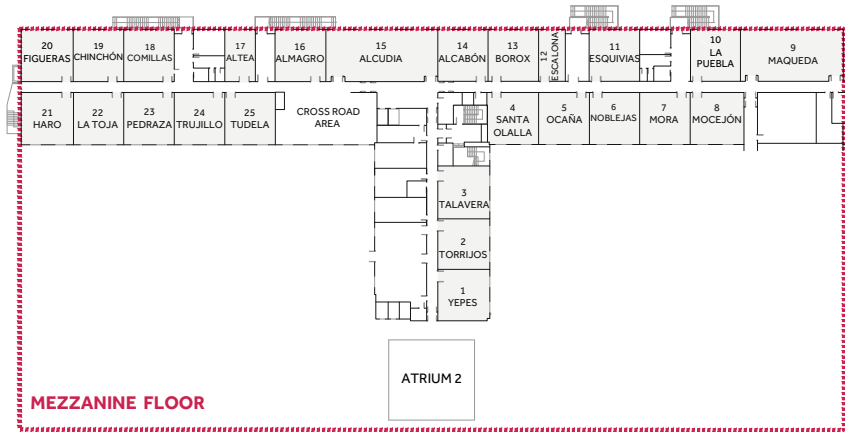 20
FIGUERAS
19
CHINCHÓN
18
COMILLAS
17
ALTEA
16
ALMAGRO
15
ALCUDIA
14
ALCABÓN
13
BOROX
12
ESCALONA
11
ESQUIVIAS
10
LA
PUEBLA
9
MAQUEDA
21
HARO
22
LA TOJA
23
PEDRAZA
24
TRUJILLO
25
TUDELA
CROSS ROAD
AREA
4
SANTA
OLALLA
5
OCAÑA
6
NOBLEJAS
7
MORA
8
MOCEJÓN
3
TALAVERA
2
TORRIJOS
1
YEPES
ATRIUM 2
MEZZANINE FLOOR